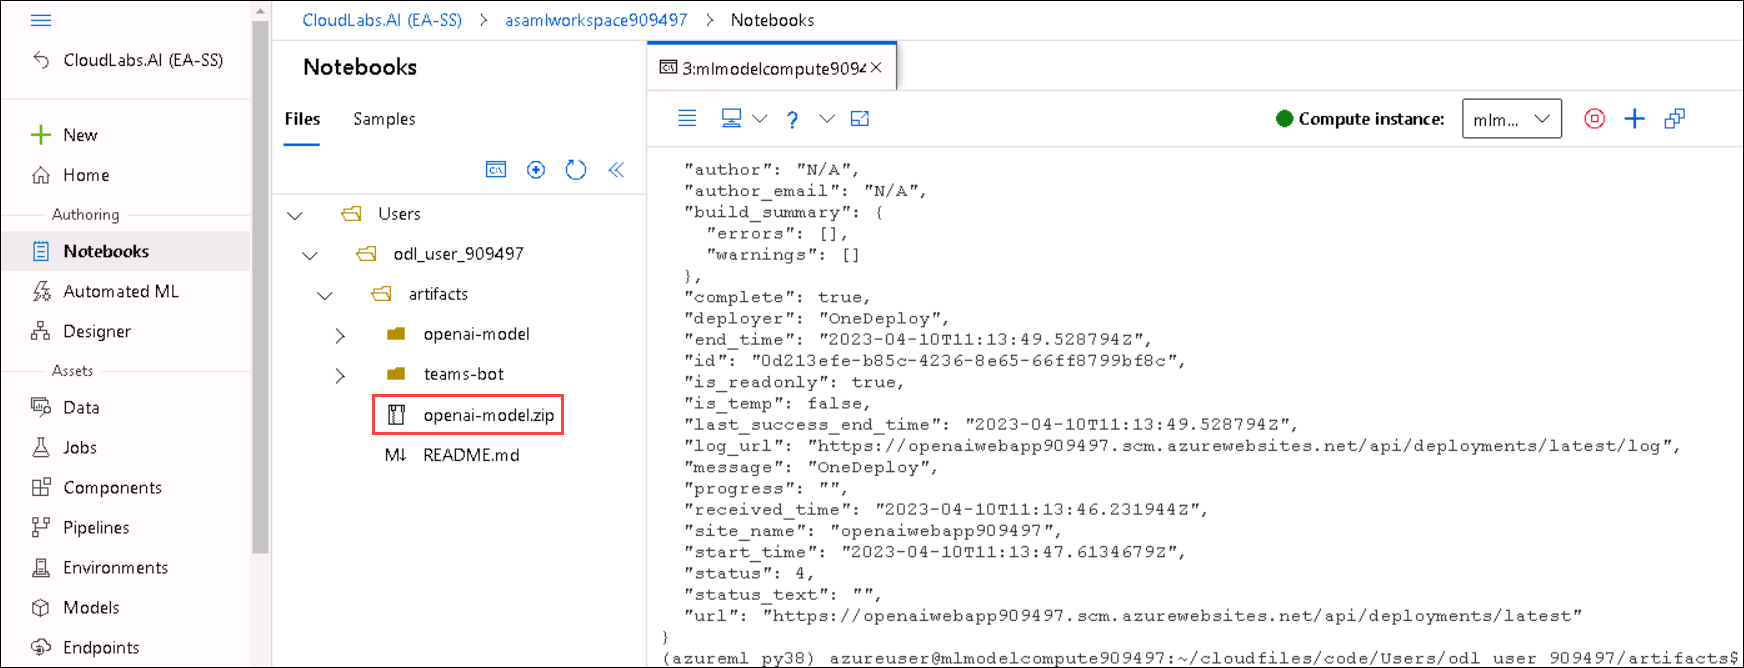 CloudLabs.AI (EA-SS) > asamlworkspace909497 > Notebooks
CloudLabs.AI (EA-SS)
New
Home
Authoring
Notebooks
Automated ML
Designer
Assets
Data
Jobs
Components
Pipelines
Environments
Models
Endpoints
Notebooks
Files Samples
Users
odl_user_909497
artifacts
openai-model
teams-bot
openai-model.zip
M↓ README.md
3:mlmodelcompute909
? Compute instance: mlm...
"author": "N/A",
"author_email": "N/A",
"build_summary": {
"errors": [],
"warnings": []
},
"complete": true,
"deployer": "OneDeploy",
"end_time": "2023-04-10T11:13:49.528794Z",
"id": "0d213efe-b85c-4236-8e65-66ff8799bf8c",
"is_readonly": true,
"is_temp": false,
"last_success_end_time": "2023-04-10T11:13:49.528794Z",
"log_url": "https://openaiwebapp909497.scm.azurewebsites.net/api/deployments/latest/log",
"message": "OneDeploy",
"progress": "",
"received_time": "2023-04-10T11:13:46.231944Z",
"site_name": "openaiwebapp909497",
"start_time": "2023-04-10T11:13:47.6134679Z",
"status": 4,
"status_text": "",
"url": "https://openaiwebapp909497.scm.azurewebsites.net/api/deployments/latest"
}
(azureml_py38) azureuser@mlmodelcompute909497:~/cloudfiles/code/Users/odl_user_909497/artifacts$